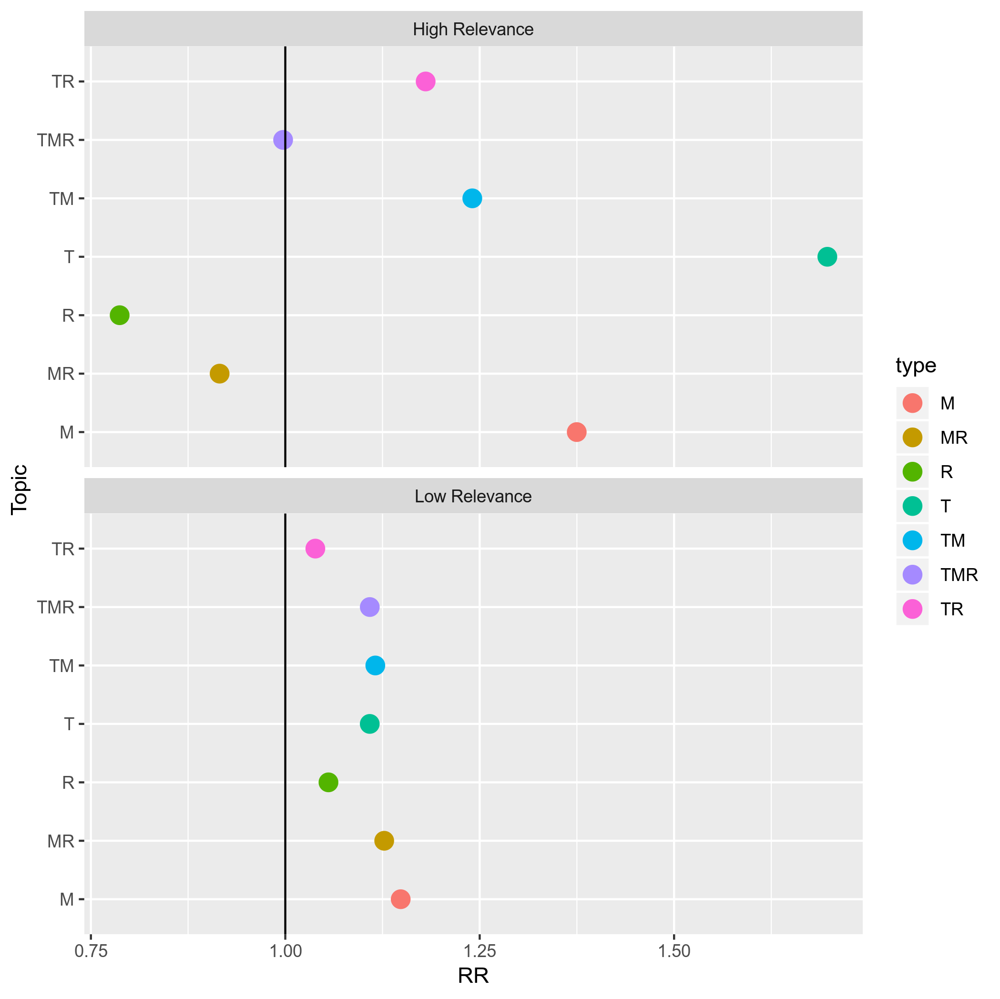 High Relevance
TR
TMR
TM
T
R
MR
M
Topic
Low Relevance
TR
TMR
TM
T
R
MR
M
0.75 1.00 1.25 1.50
RR
type
M
MR
R
T
TM
TMR
TR